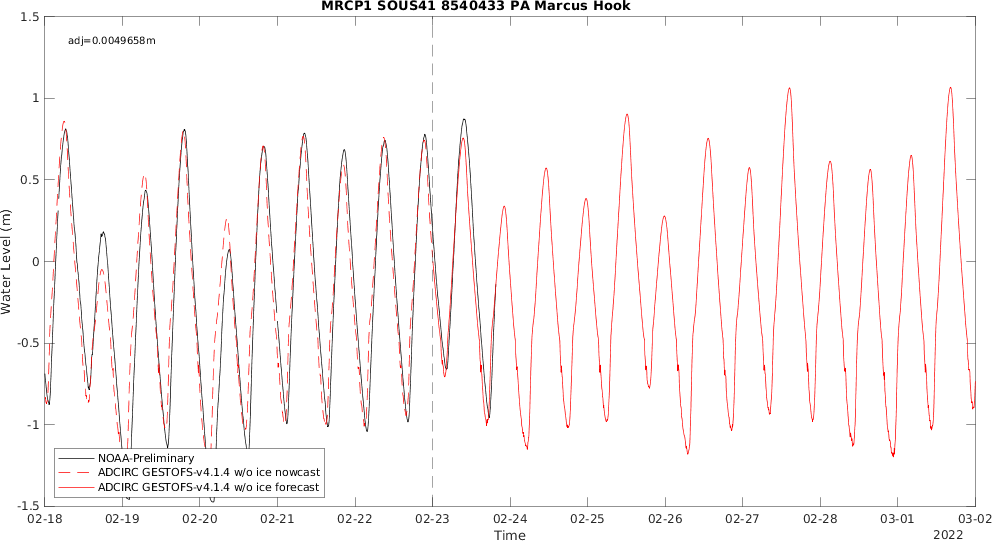 MRCP1 SOUS41 8540433 PA Marcus Hook
adj=0.0049658m
Water Level (m)
1.5
1
0.5
0
-0.5
-1
-1.5
NOAA-Preliminary
ADCIRC GESTOFS-v4.1.4 w/o ice nowcast
ADCIRC GESTOFS-v4.1.4 w/o ice forecast
02-18 02-19 02-20 02-21 02-22 02-23 02-24 02-25 02-26 02-27 02-28 03-01 03-02
Time
2022